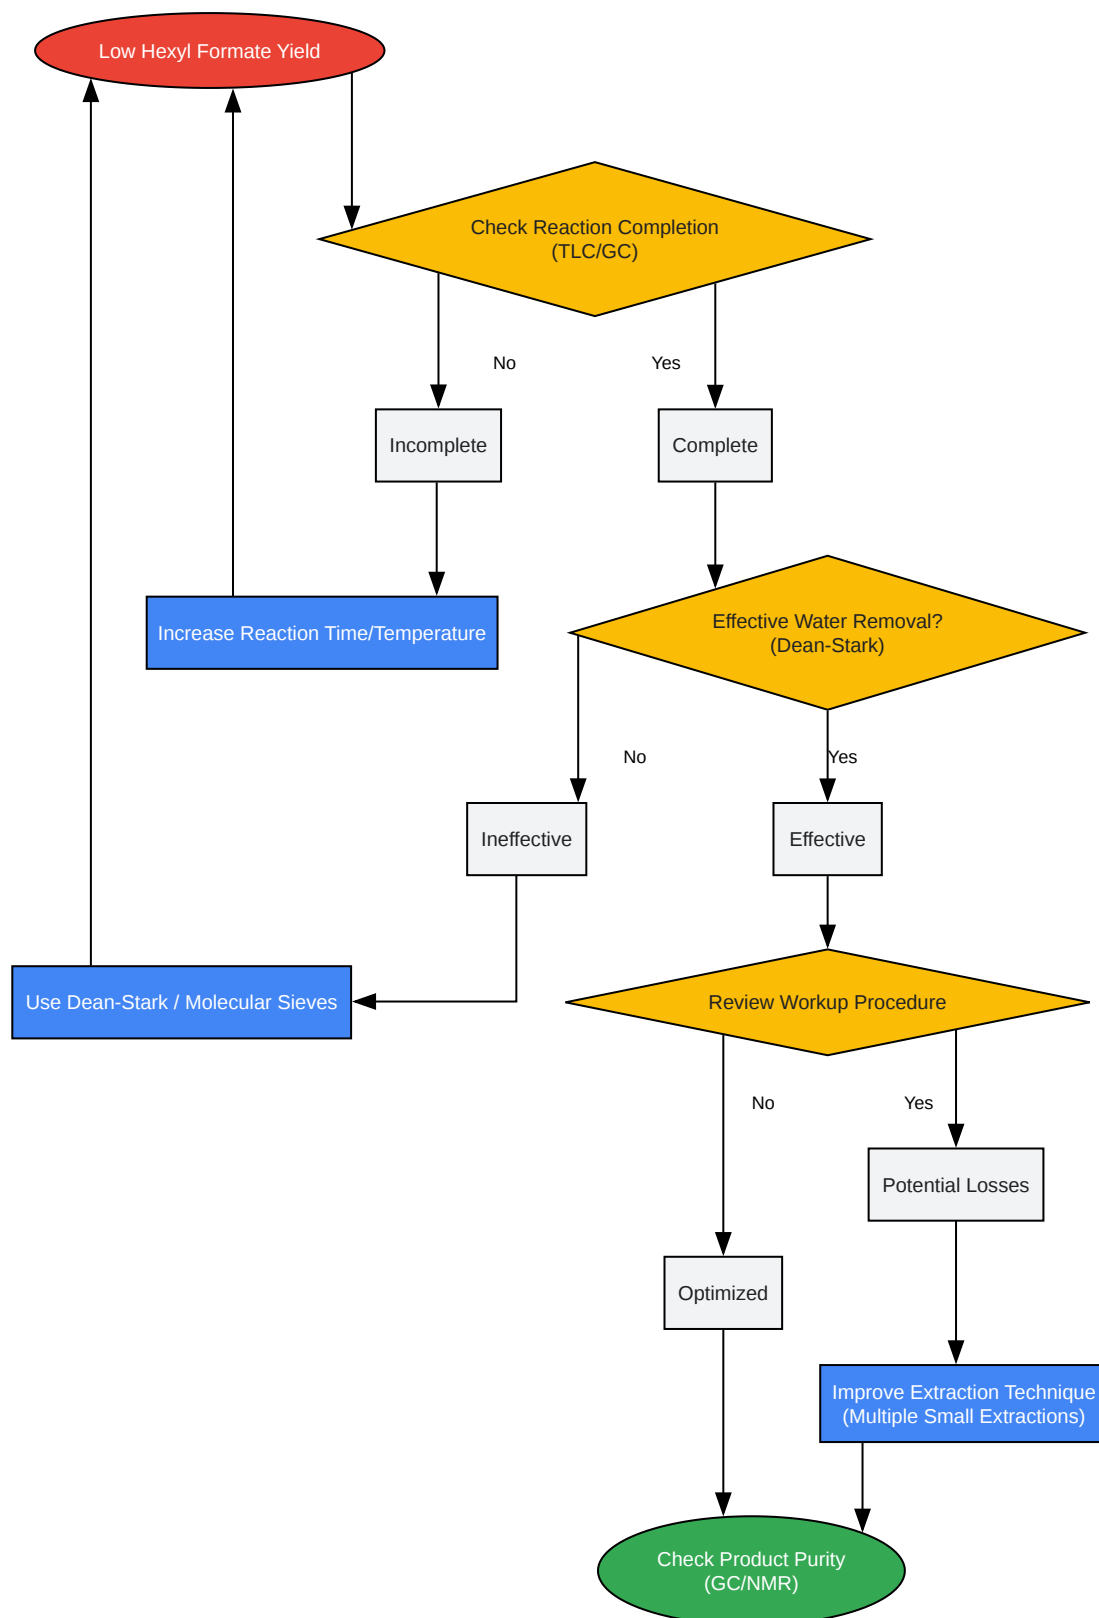 Low Hexyl Formate Yield
Check Reaction Completion
(TLC/GC)
No
Yes
Incomplete
Complete
Increase Reaction Time/Temperature
Effective Water Removal?
(Dean-Stark)
No
Yes
Ineffective
Effective
Use Dean-Stark / Molecular Sieves
Review Workup Procedure
No
Yes
Potential Losses
Optimized
Improve Extraction Technique
(Multiple Small Extractions)
Check Product Purity
(GC/NMR)